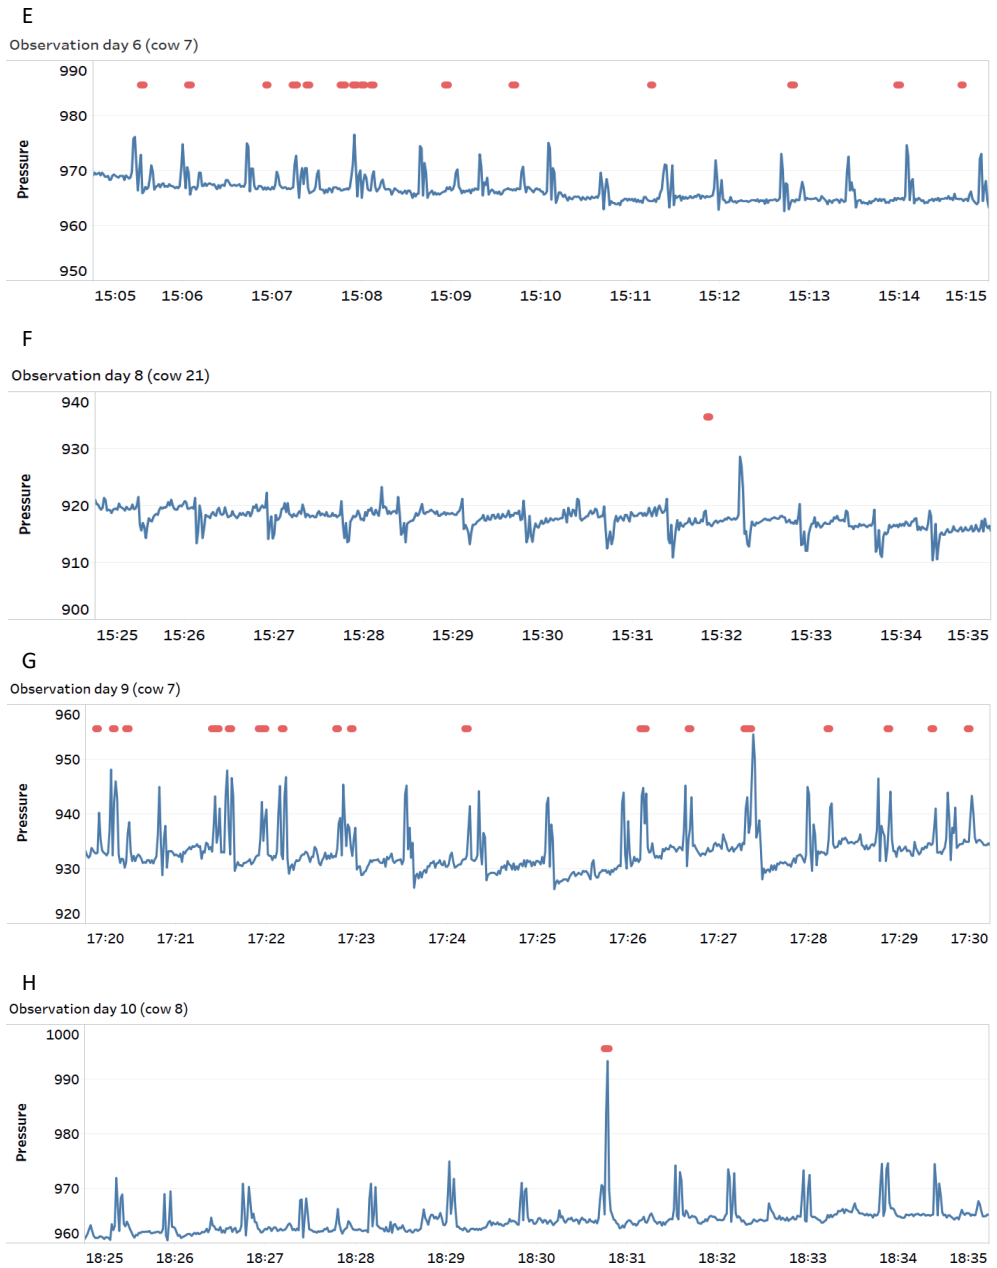 E
Observation day 6 (cow 7)
990
980
970
960
950
Pressure
15:05 15:06 15:07 15:08 15:09 15:10 15:11 15:12 15:13 15:14 15:15
F
Observation day 8 (cow 21)
940
930
920
910
900
Pressure
15:25 15:26 15:27 15:28 15:29 15:30 15:31 15:32 15:33 15:34 15:35
G
Observation day 9 (cow 7)
960
950
940
930
920
Pressure
17:20 17:21 17:22 17:23 17:24 17:25 17:26 17:27 17:28 17:29 17:30
H
Observation day 10 (cow 8)
1000
990
980
970
960
Pressure
18:25 18:26 18:27 18:28 18:29 18:30 18:31 18:32 18:33 18:34 18:35